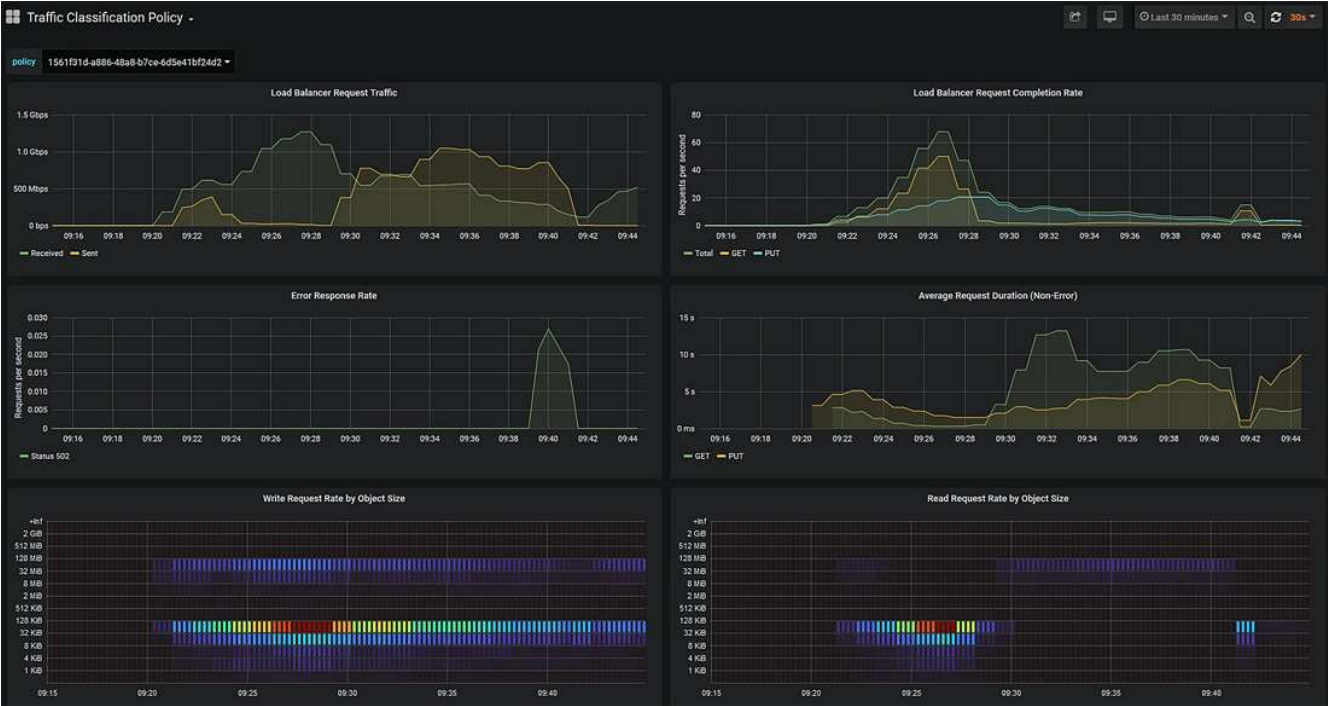 Traffic Classification Policy
Last 30 minutes 30s
policy 1561f31d-a886-48a8-b7ce-6d5e41bf24d2
Load Balancer Request Traffic
1.5 Gbps
1.0 Gbps
500 Mbps
0 bps
09:16 09:18 09:20 09:22 09:24 09:26 09:28 09:30 09:32 09:34 09:36 09:38 09:40 09:42 09:44
Received Sent
Load Balancer Request Completion Rate
Requests per second
80
60
40
20
0
09:16 09:18 09:20 09:22 09:24 09:26 09:28 09:30 09:32 09:34 09:36 09:38 09:40 09:42 09:44
Total GET PUT
Error Response Rate
Requests per second
0.030
0.025
0.020
0.015
0.010
0.005
0
09:16 09:18 09:20 09:22 09:24 09:26 09:28 09:30 09:32 09:34 09:36 09:38 09:40 09:42 09:44
Status 502
Average Request Duration (Non-Error)
15 s
10 s
5 s
0 ms
09:16 09:18 09:20 09:22 09:24 09:26 09:28 09:30 09:32 09:34 09:36 09:38 09:40 09:42 09:44
GET PUT
Write Request Rate by Object Size
+Inf
2 GiB
512 MiB
128 MiB
32 MiB
8 MiB
2 MiB
512 KiB
128 KiB
32 KiB
8 KiB
4 KiB
1 KiB
09:15 09:20 09:25 09:30 09:35 09:40
Read Request Rate by Object Size
+Inf
2 GiB
512 MiB
128 MiB
32 MiB
8 MiB
2 MiB
512 KiB
128 KiB
32 KiB
8 KiB
4 KiB
1 KiB
09:15 09:20 09:25 09:30 09:35 09:40